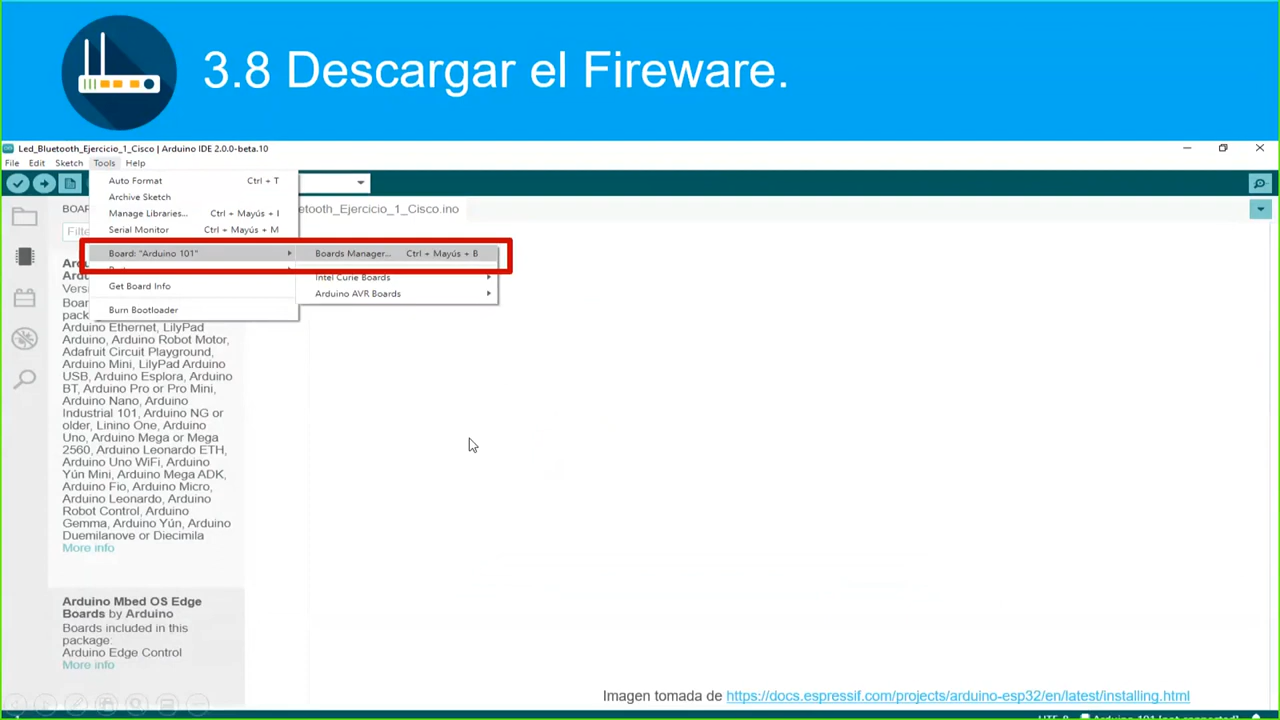 3.8 Descargar el Fireware.
Led_Bluetooth_Ejercicio_1_Cisco | Arduino IDE 2.0.0-beta.10
File Edit Sketch Tools Help
Auto Format Ctrl + T
Archive Sketch
Manage Libraries... Ctrl + Mayús + I
Serial Monitor Ctrl + Mayús + M
Board: "Arduino 101"
Get Board Info
Burn Bootloader
Boards Manager... Ctrl + Mayús + B
Intel Curie Boards
Arduino AVR Boards
etooth_Ejercicio_1_Cisco.ino
BOAR
Filte
Ardu
Vers
Boar
pack
Arduino Ethernet, LilyPad
Arduino, Arduino Robot Motor,
Adafruit Circuit Playground,
Arduino Mini, LilyPad Arduino
USB, Arduino Esplora, Arduino
BT, Arduino Pro or Pro Mini,
Arduino Nano, Arduino
Industrial 101, Arduino NG or
older, Linino One, Arduino
Uno, Arduino Mega or Mega
2560, Arduino Leonardo ETH,
Arduino Uno WiFi, Arduino
Yún Mini, Arduino Mega ADK,
Arduino Fio, Arduino Micro,
Arduino Leonardo, Arduino
Robot Control, Arduino
Gemma, Arduino Yún, Arduino
Duemilanove or Diecimila
More info
Arduino Mbed OS Edge
Boards by Arduino
Boards included in this
package:
Arduino Edge Control
More info
Imagen tomada de https://docs.espressif.com/projects/arduino-esp32/en/latest/installing.html